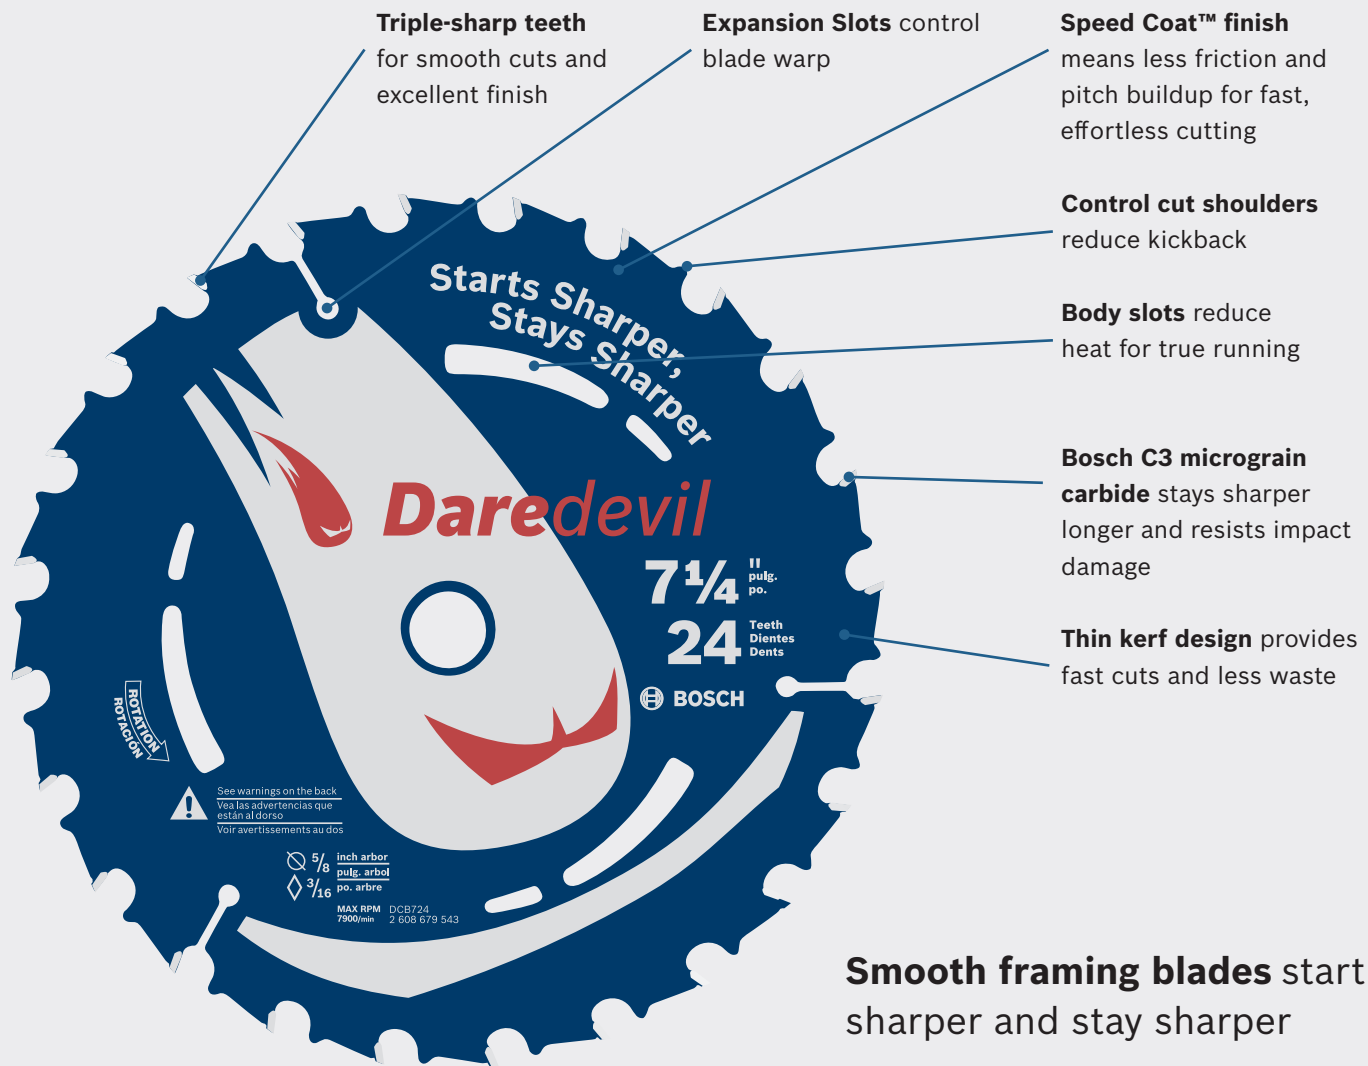 Triple-sharp teeth
for smooth cuts and
excellent finish
Expansion Slots control
blade warp
Speed Coat™ finish
means less friction and
pitch buildup for fast,
effortless cutting
Control cut shoulders
reduce kickback
Body slots reduce
heat for true running
Bosch C3 micrograin
carbide stays sharper
longer and resists impact
damage
Thin kerf design provides
fast cuts and less waste
Starts Sharper,
Stays Sharper
Daredevil
7 1/4 "
pulg.
po.
24 Teeth
Dientes
Dents
BOSCH
ROTATION
ROTACIÓN
See warnings on the back
Vea las advertencias que
están al dorso
Voir avertissements au dos
5/8 inch arbor
pulg. arbol
3/16 po. arbre
MAX RPM DCB724
7900/min 2 608 679 543
Smooth framing blades start
sharper and stay sharper